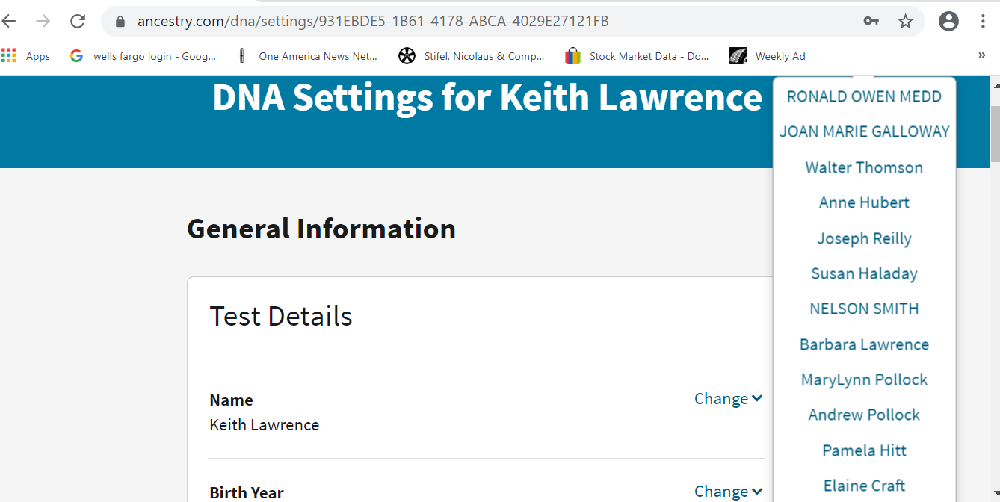 ancestry.com/dna/settings/931EBDE5-1B61-4178-ABCA-4029E27121FB
Apps
wells fargo login - Goog...
One America News Net...
Stifel, Nicolaus & Comp...
Stock Market Data - Do...
Weekly Ad
»
DNA Settings for Keith Lawrence
General Information
Test Details
Name
Change
Keith Lawrence
Birth Year
Change
RONALD OWEN MEDD
JOAN MARIE GALLOWAY
Walter Thomson
Anne Hubert
Joseph Reilly
Susan Haladay
NELSON SMITH
Barbara Lawrence
MaryLynn Pollock
Andrew Pollock
Pamela Hitt
Elaine Craft